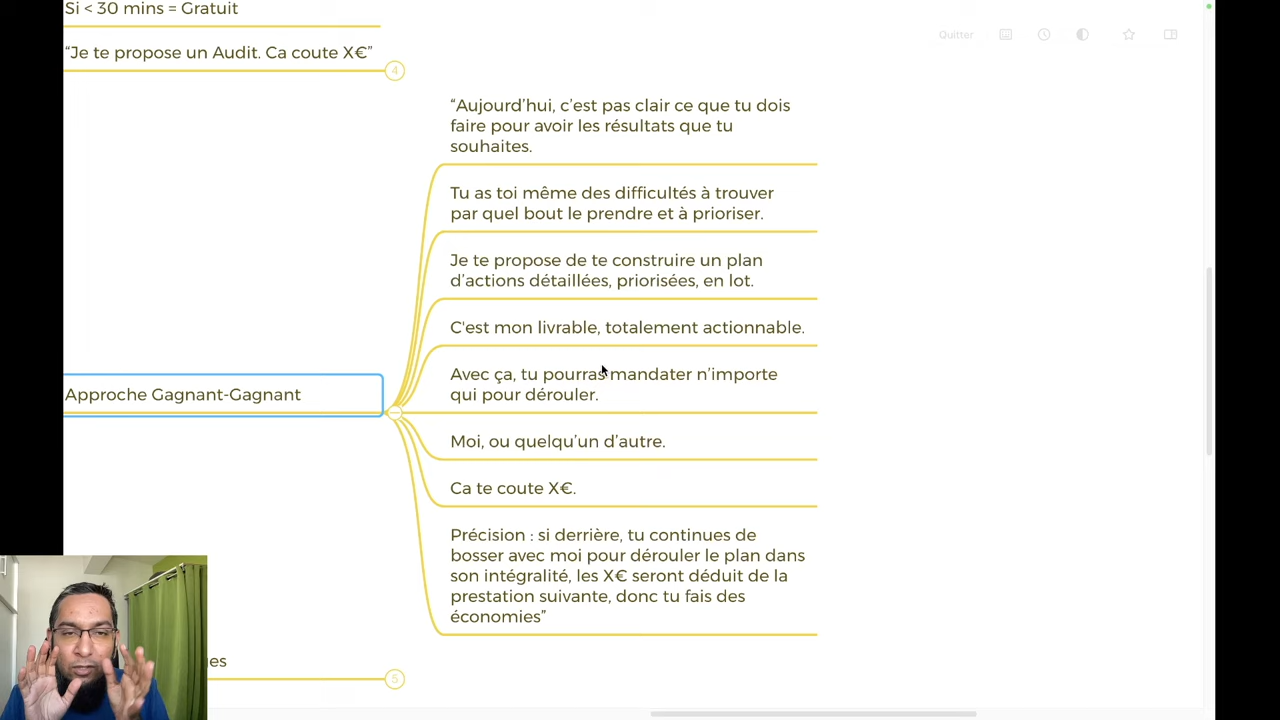 Si < 30 mins = Gratuit
“Je te propose un Audit. Ca coute X€”
4
Quitter
“Aujourd’hui, c’est pas clair ce que tu dois
faire pour avoir les résultats que tu
souhaites.
Tu as toi même des difficultés à trouver
par quel bout le prendre et à prioriser.
Je te propose de te construire un plan
d’actions détaillées, priorisées, en lot.
C'est mon livrable, totalement actionnable.
Approche Gagnant-Gagnant
Avec ça, tu pourras mandater n’importe
qui pour dérouler.
Moi, ou quelqu’un d’autre.
Ca te coute X€.
Précision : si derrière, tu continues de
bosser avec moi pour dérouler le plan dans
son intégralité, les X€ seront déduit de la
prestation suivante, donc tu fais des
économies”
5